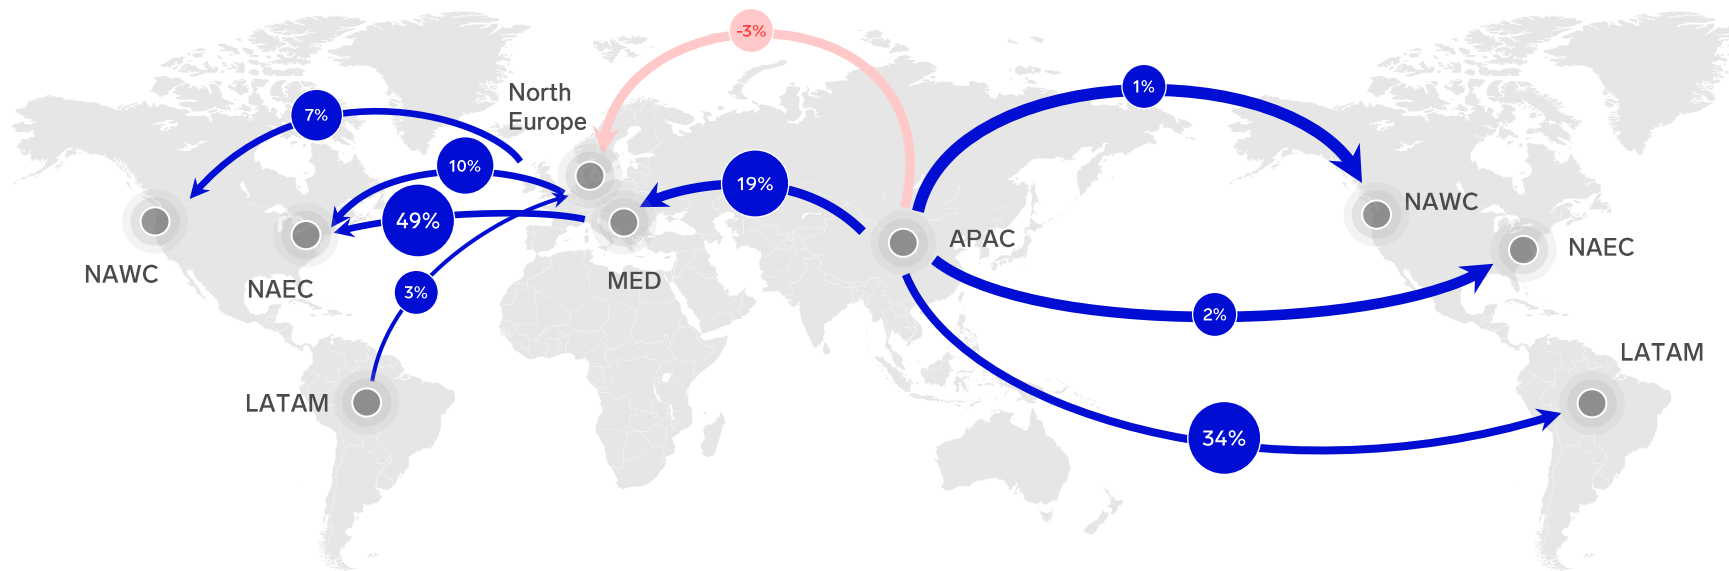 -3%
1%
North
Europe
7%
10%
19%
NAWC
49%
APAC
NAEC
NAWC
NAEC
MED
3%
2%
LATAM
LATAM
34%